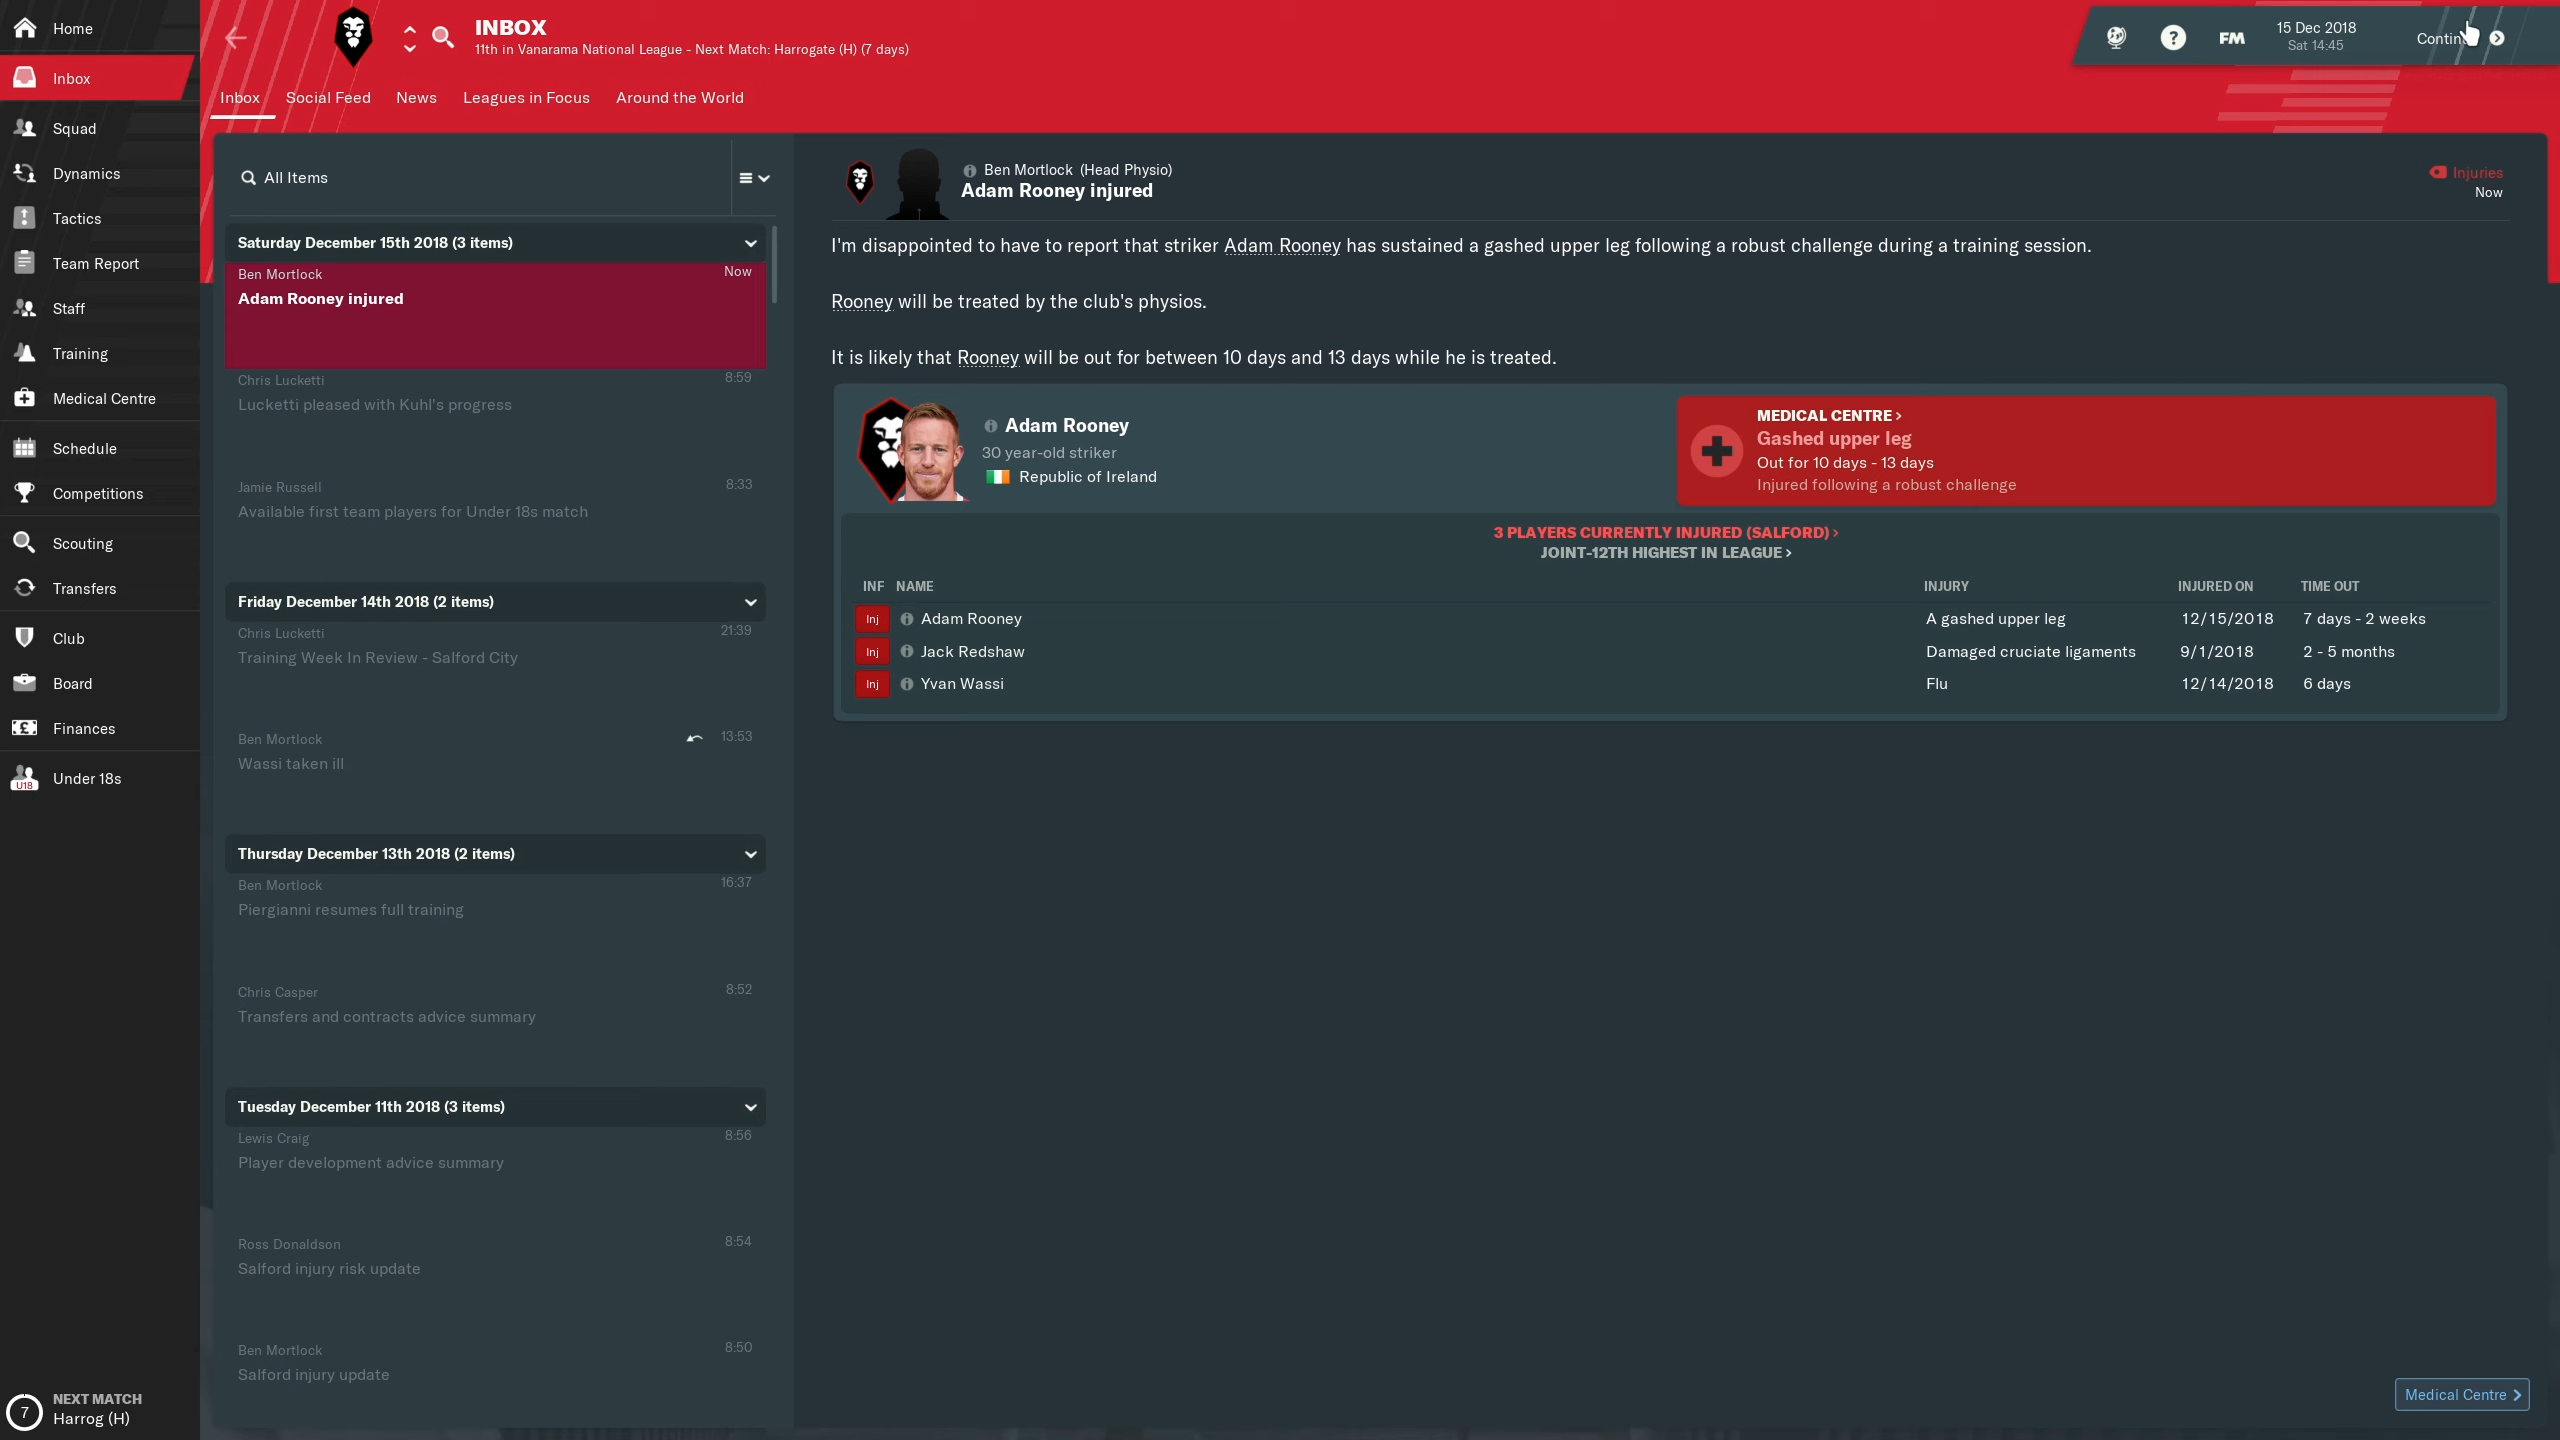 Home
Inbox
Squad
Dynamics
Tactics
Team Report
Staff
Training
Medical Centre
Schedule
Competitions
Scouting
Transfers
Club
Board
Finances
U18
Under 18s
7
NEXT MATCH
Harrog (H)
INBOX
11th in Vanarama National League - Next Match: Harrogate (H) (7 days)
?
FM
15 Dec 2018
Sat 14:45
Inbox
Social Feed
News
Leagues in Focus
Around the World
All Items
Saturday December 15th 2018 (3 items)
Ben Mortlock
Now
Adam Rooney injured
Chris Lucketti
8:59
Lucketti pleased with Kuhl's progress
Jamie Russell
8:33
Available first team players for Under 18s match
Friday December 14th 2018 (2 items)
Chris Lucketti
21:39
Training Week In Review - Salford City
Ben Mortlock
13:53
Wassi taken ill
Thursday December 13th 2018 (2 items)
Ben Mortlock
16:37
Piergianni resumes full training
Chris Casper
8:52
Transfers and contracts advice summary
Tuesday December 11th 2018 (3 items)
Lewis Craig
8:56
Player development advice summary
Ross Donaldson
8:54
Salford injury risk update
Ben Mortlock
8:50
Salford injury update
Ben Mortlock (Head Physio)
Adam Rooney injured
Injuries
Now
I'm disappointed to have to report that striker Adam Rooney has sustained a gashed upper leg following a robust challenge during a training session.
Rooney will be treated by the club's physios.
It is likely that Rooney will be out for between 10 days and 13 days while he is treated.
Adam Rooney
30 year-old striker
Republic of Ireland
MEDICAL CENTRE >
Gashed upper leg
Out for 10 days - 13 days
Injured following a robust challenge
3 PLAYERS CURRENTLY INJURED (SALFORD) >
JOINT-12TH HIGHEST IN LEAGUE >
INF NAME INJURY INJURED ON TIME OUT
Inj Adam Rooney A gashed upper leg 12/15/2018 7 days - 2 weeks
Inj Jack Redshaw Damaged cruciate ligaments 9/1/2018 2 - 5 months
Inj Yvan Wassi Flu 12/14/2018 6 days
Medical Centre >